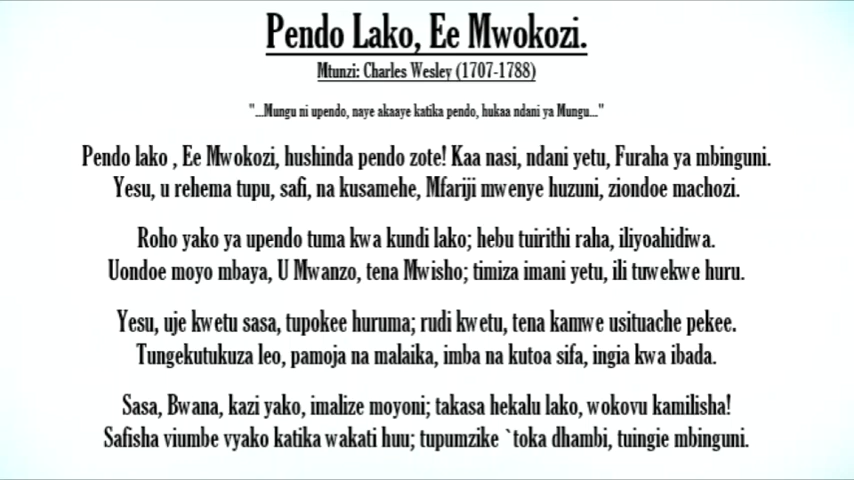 Pendo Lako, Ee Mwokozi.
Mtunzi: Charles Wesley (1707-1788)
"...Mungu ni upendo, naye akaaye katika pendo, hukaa ndani ya Mungu..."
Pendo lako , Ee Mwokozi, hushinda pendo zote! Kaa nasi, ndani yetu, Furaha ya mbinguni.
Yesu, u rehema tupu, safi, na kusamehe, Mfariji mwenye huzuni, ziondoe machozi.
Roho yako ya upendo tuma kwa kundi lako; hebu tuirithi raha, iliyoahidiwa.
Uondoe moyo mbaya, U Mwanzo, tena Mwisho; timiza imani yetu, ili tuwekwe huru.
Yesu, uje kwetu sasa, tupokee huruma; rudi kwetu, tena kamwe usituache pekee.
Tungekutukuza leo, pamoja na malaika, imba na kutoa sifa, ingia kwa ibada.
Sasa, Bwana, kazi yako, imalize moyoni; takasa hekalu lako, wokovu kamilisha!
Safisha viumbe vyako katika wakati huu; tupumzike `toka dhambi, tuingie mbinguni.